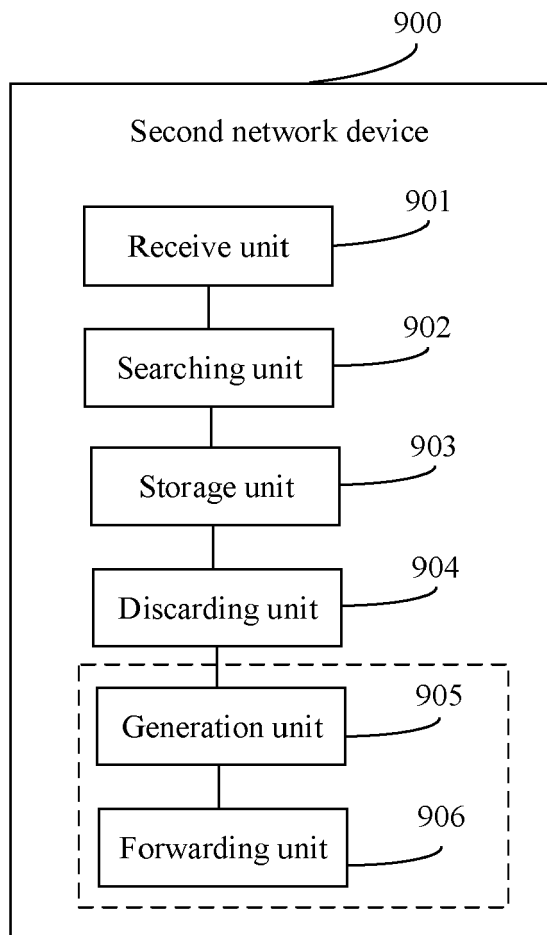 900
Second network device
901
Receive unit
902
Searching unit
903
Storage unit
904
Discarding unit
905
Generation unit
906
Forwarding unit